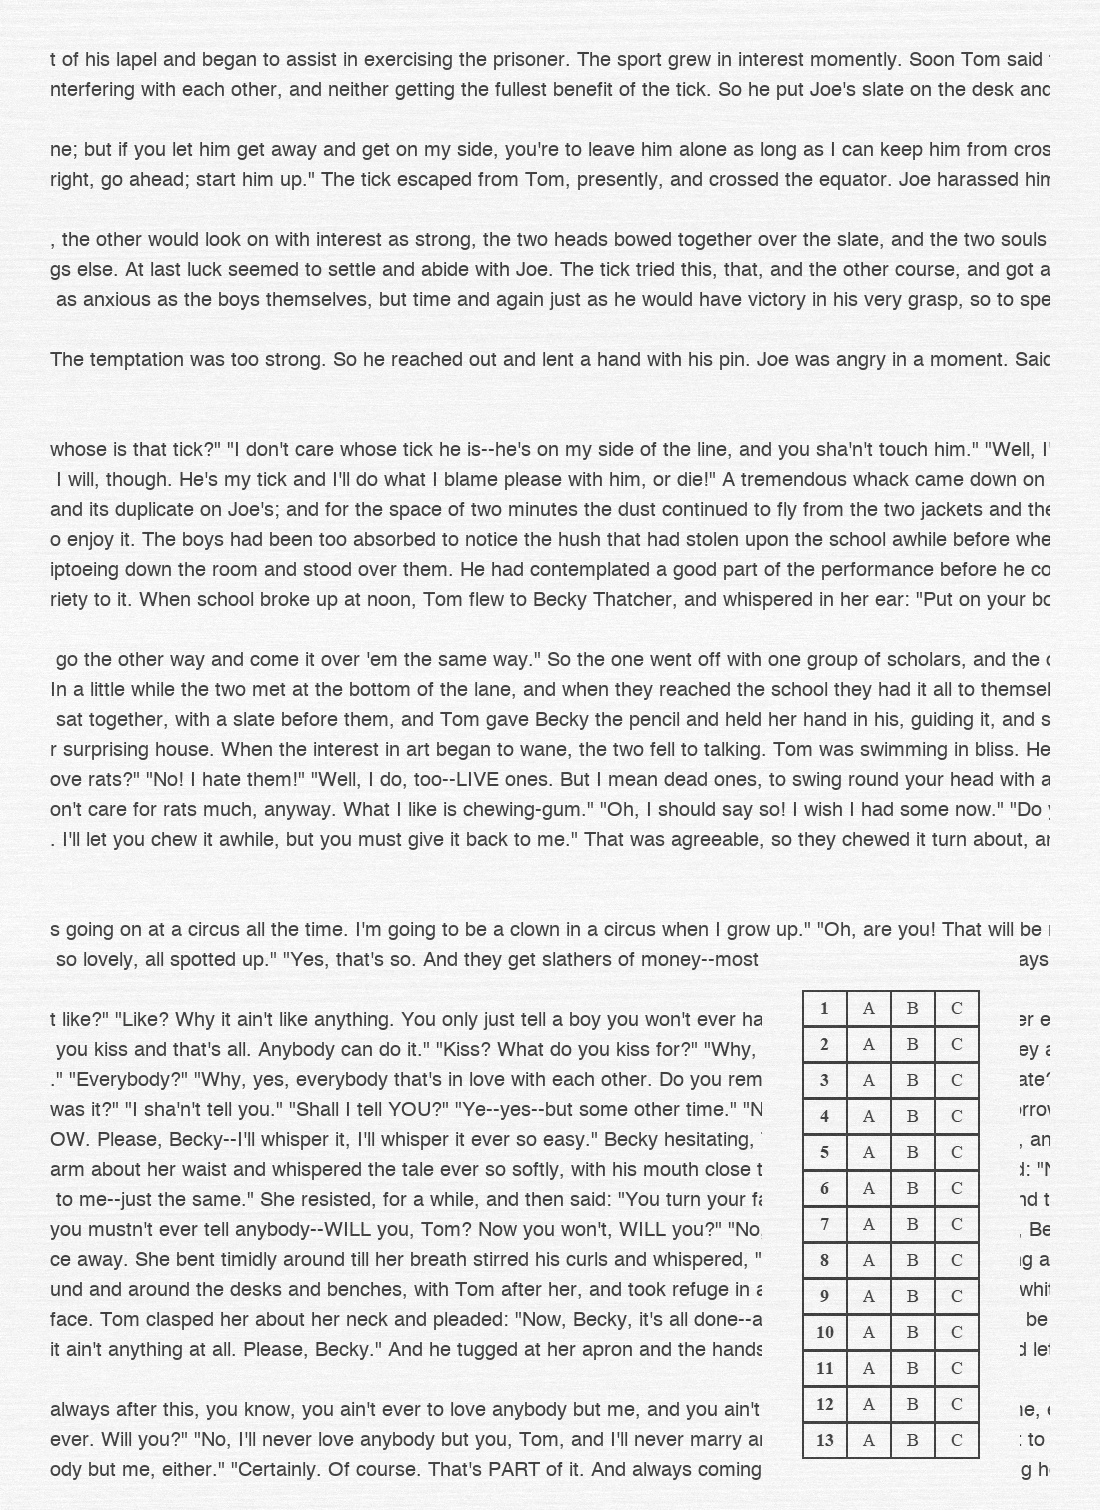 t of his lapel and began to assist in exercising the prisoner. The sport grew in interest momently. Soon Tom said
nterfering with each other, and neither getting the fullest benefit of the tick. So he put Joe's slate on the desk and
ne; but if you let him get away and get on my side, you're to leave him alone as long as I can keep him from cros
right, go ahead; start him up." The tick escaped from Tom, presently, and crossed the equator. Joe harassed him
, the other would look on with interest as strong, the two heads bowed together over the slate, and the two souls
gs else. At last luck seemed to settle and abide with Joe. The tick tried this, that, and the other course, and got a
as anxious as the boys themselves, but time and again just as he would have victory in his very grasp, so to spe
The temptation was too strong. So he reached out and lent a hand with his pin. Joe was angry in a moment. Said
whose is that tick?" "I don't care whose tick he is--he's on my side of the line, and you sha'n't touch him." "Well, I'
I will, though. He's my tick and I'll do what I blame please with him, or die!" A tremendous whack came down on
and its duplicate on Joe's; and for the space of two minutes the dust continued to fly from the two jackets and the
o enjoy it. The boys had been too absorbed to notice the hush that had stolen upon the school awhile before whe
iptoeing down the room and stood over them. He had contemplated a good part of the performance before he co
riety to it. When school broke up at noon, Tom flew to Becky Thatcher, and whispered in her ear: "Put on your bo
go the other way and come it over 'em the same way." So the one went off with one group of scholars, and the
In a little while the two met at the bottom of the lane, and when they reached the school they had it all to themsel
sat together, with a slate before them, and Tom gave Becky the pencil and held her hand in his, guiding it, and s
r surprising house. When the interest in art began to wane, the two fell to talking. Tom was swimming in bliss. He
ove rats?" "No! I hate them!" "Well, I do, too--LIVE ones. But I mean dead ones, to swing round your head with a
on't care for rats much, anyway. What I like is chewing-gum." "Oh, I should say so! I wish I had some now." "Do
. I'll let you chew it awhile, but you must give it back to me." That was agreeable, so they chewed it turn about, an
s going on at a circus all the time. I'm going to be a clown in a circus when I grow up." "Oh, are you! That will be
so lovely, all spotted up." "Yes, that's so. And they get slathers of money--most ays
t like?" "Like? Why it ain't like anything. You only just tell a boy you won't ever ha er e
you kiss and that's all. Anybody can do it." "Kiss? What do you kiss for?" "Why, ey a
." "Everybody?" "Why, yes, everybody that's in love with each other. Do you rem ate?
was it?" "I sha'n't tell you." "Shall I tell YOU?" "Ye--yes--but some other time." "N rrow
OW. Please, Becky--I'll whisper it, I'll whisper it ever so easy." Becky hesitating, , an
arm about her waist and whispered the tale ever so softly, with his mouth close t d: "N
to me--just the same." She resisted, for a while, and then said: "You turn your fa nd t
you mustn't ever tell anybody--WILL you, Tom? Now you won't, WILL you?" "No, , Be
ce away. She bent timidly around till her breath stirred his curls and whispered, " ng a
und and around the desks and benches, with Tom after her, and took refuge in a whit
face. Tom clasped her about her neck and pleaded: "Now, Becky, it's all done--a be
it ain't anything at all. Please, Becky." And he tugged at her apron and the hands d let
always after this, you know, you ain't ever to love anybody but me, and you ain't ne,
ever. Will you?" "No, I'll never love anybody but you, Tom, and I'll never marry an to
ody but me, either." "Certainly. Of course. That's PART of it. And always coming g h
1 A B C
2 A B C
3 A B C
4 A B C
5 A B C
6 A B C
7 A B C
8 A B C
9 A B C
10 A B C
11 A B C
12 A B C
13 A B C